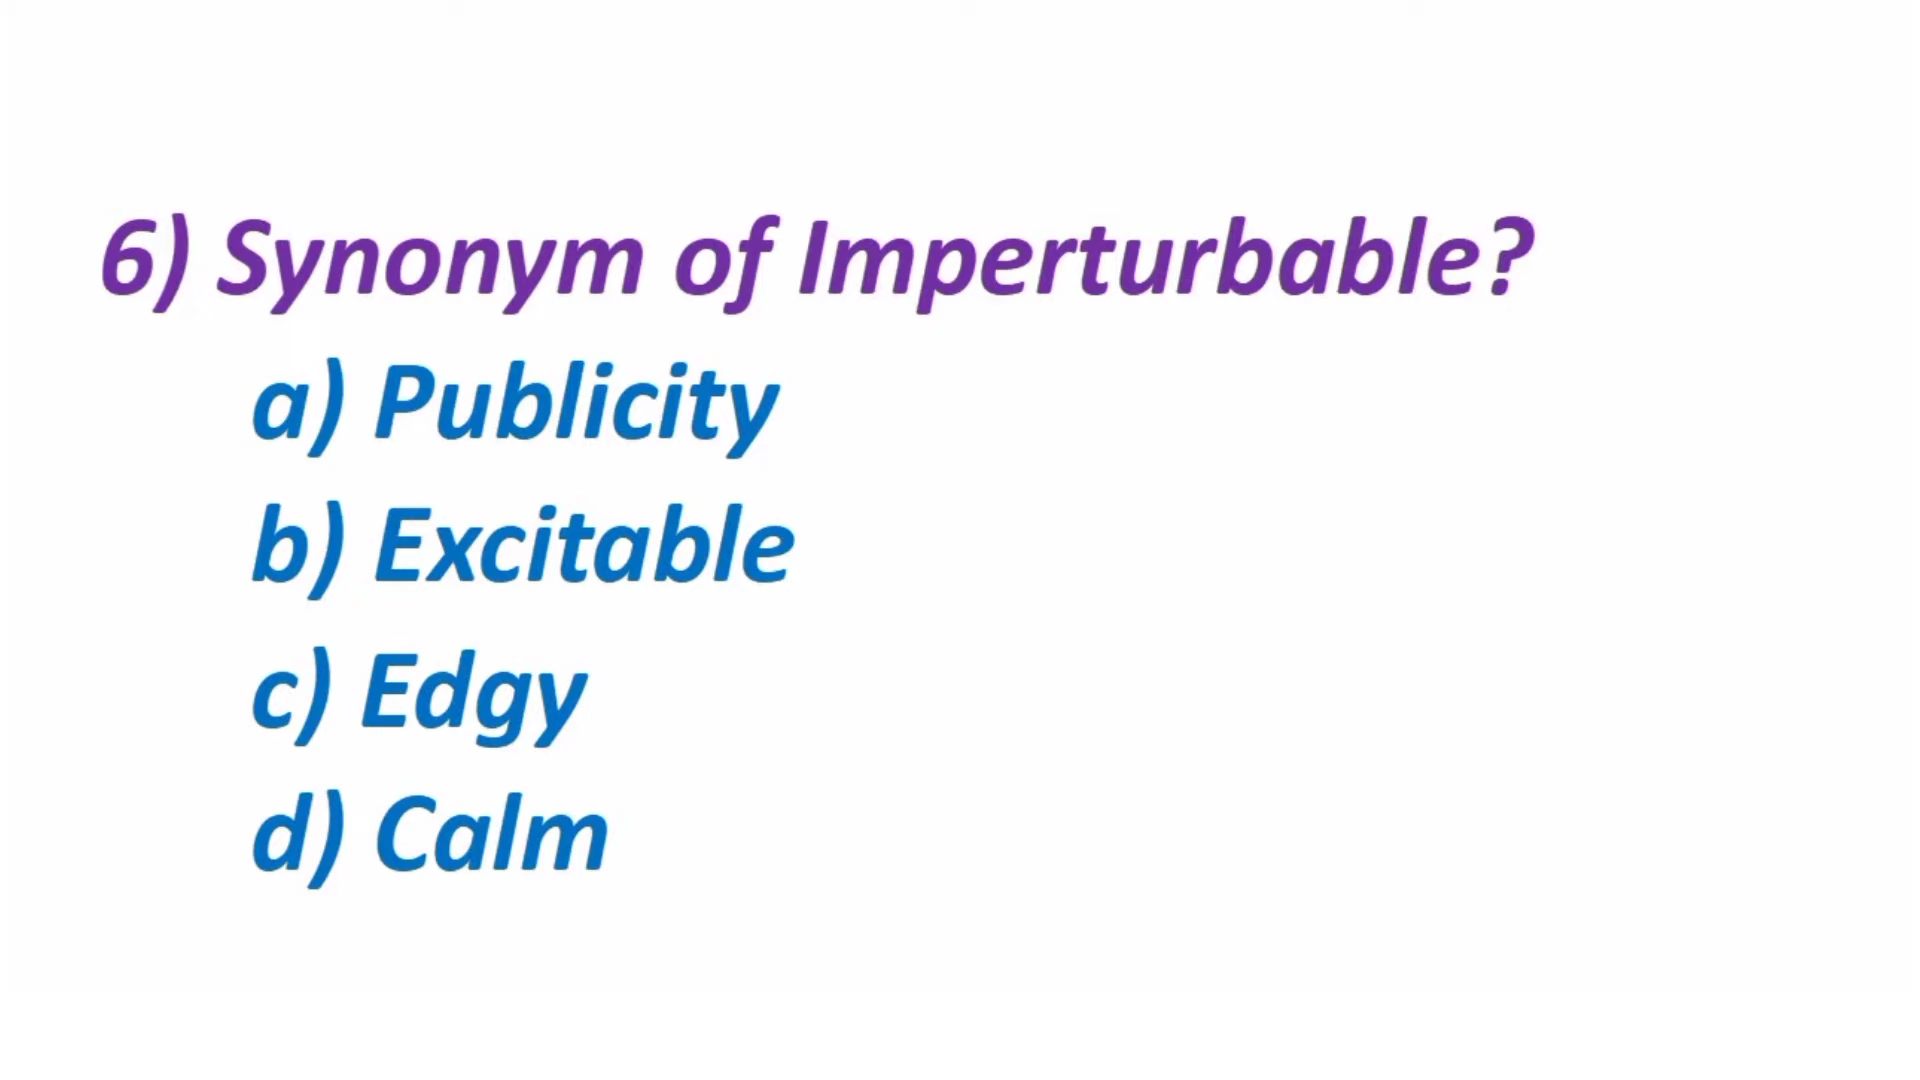 6) Synonym of Imperturbable?
a) Publicity
b) Excitable
c) Edgy
d) Calm